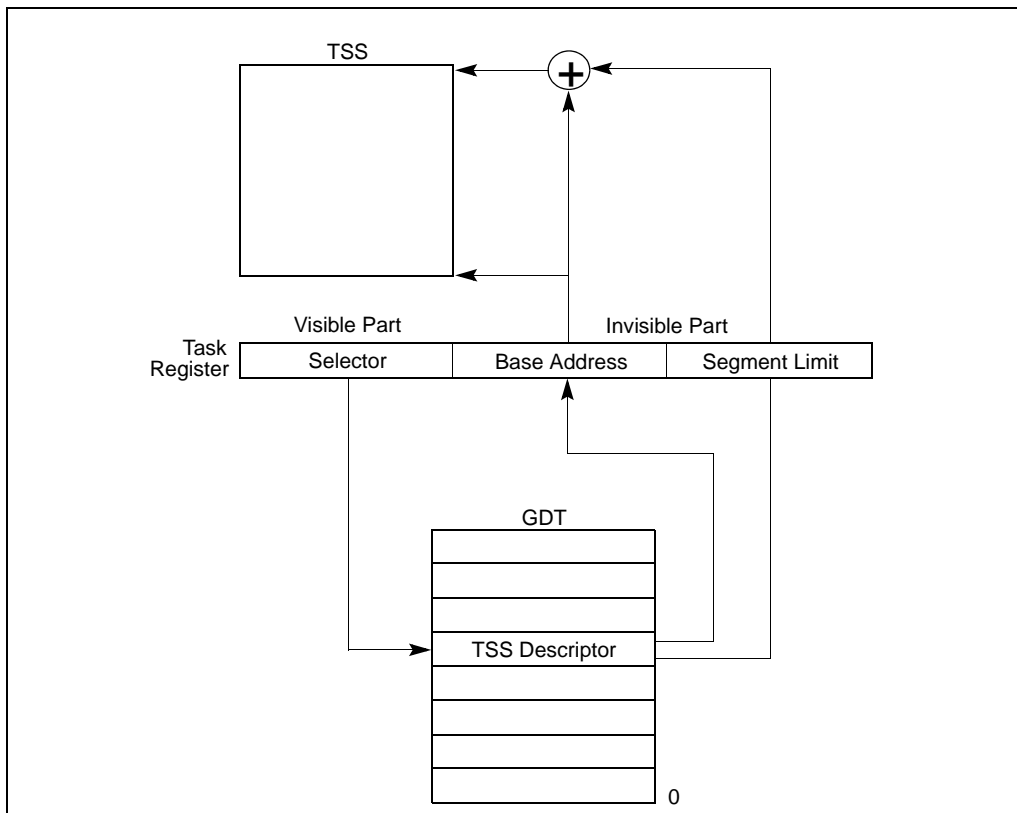 TSS
+
Visible Part
Invisible Part
Task
Register
Selector
Base Address
Segment Limit
GDT
TSS Descriptor
0